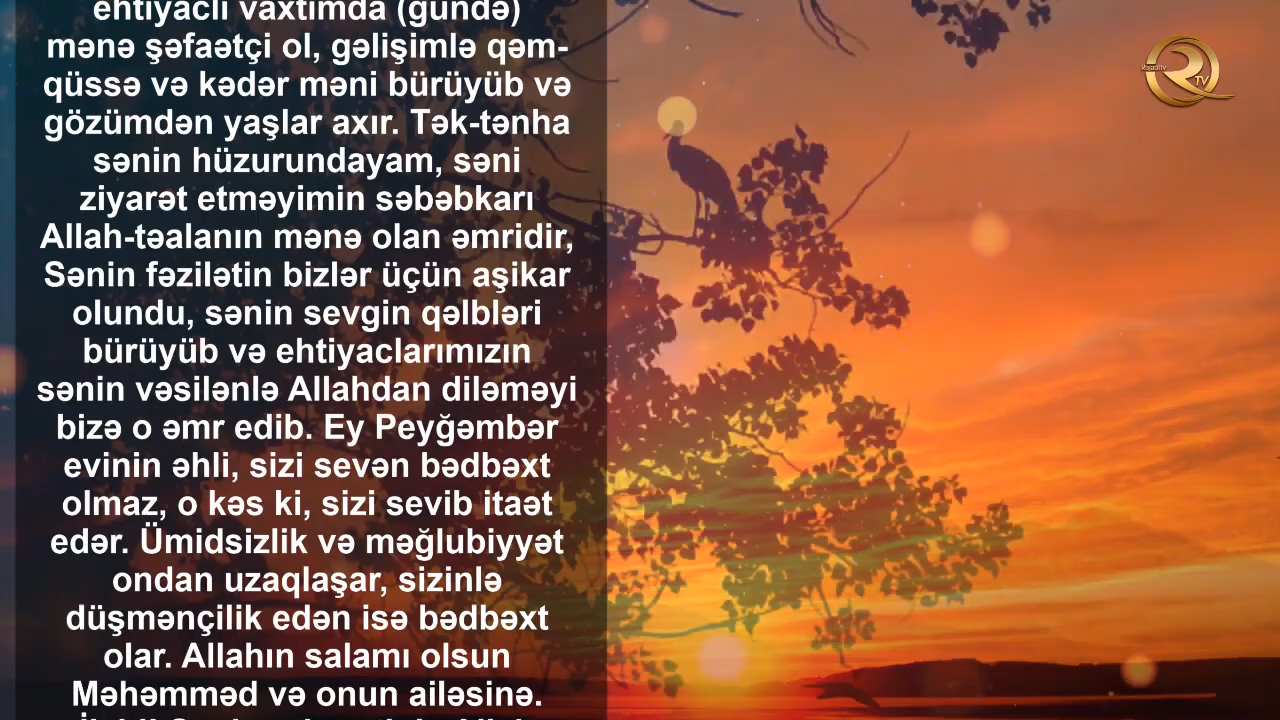 ehtiyaclı vaxtımda (gündə)
mənə şəfaətçi ol, gəlişimlə qəm-
qüssə və kədər məni bürüyüb və
gözümdən yaşlar axır. Tək-tənha
sənin hüzurundayam, səni
ziyarət etməyimin səbəbkarı
Allah-təalanın mənə olan əmridir,
Sənin fəzilətin bizlər üçün aşikar
olundu, sənin sevgin qəlbləri
bürüyüb və ehtiyaclarımızın
sənin vəsilənlə Allahdan diləməyi
bizə o əmr edib. Ey Peyğəmbər
evinin əhli, sizi sevən bədbəxt
olmaz, o kəs ki, sizi sevib itaət
edər. Ümidsizlik və məğlubiyyət
ondan uzaqlaşar, sizinlə
düşmənçilik edən isə bədbəxt
olar. Allahın salamı olsun
Məhəmməd və onun ailəsinə.
TV